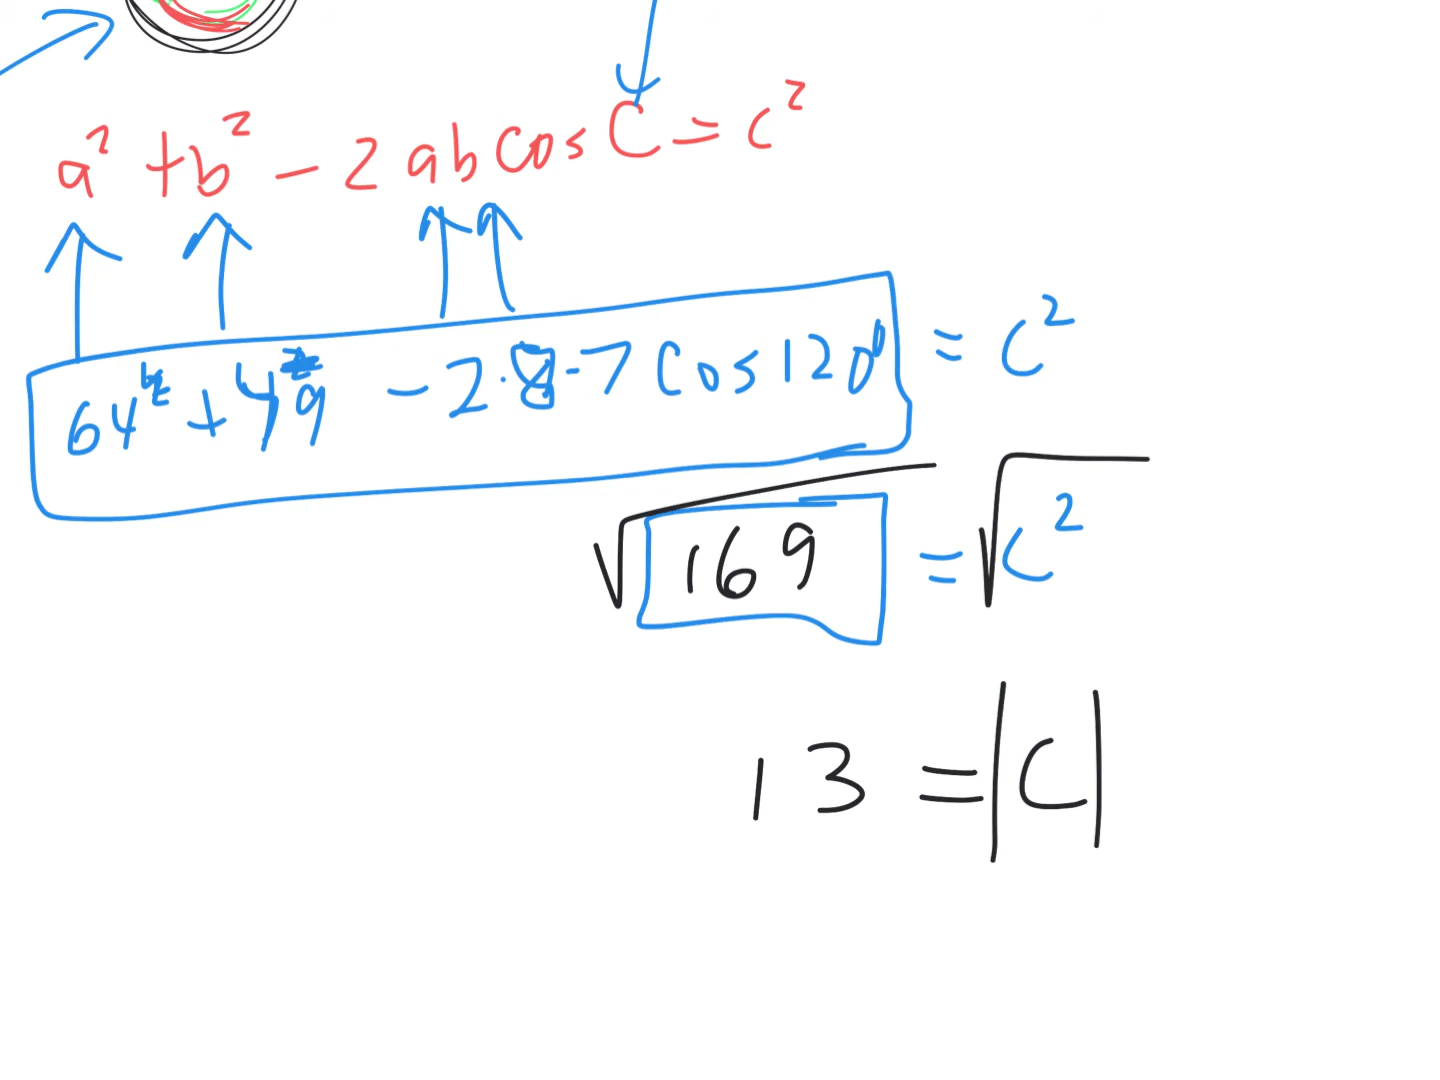 a² + b² - 2ab cos C = c²
64 + 49 - 2·8·7 cos 120° = c²
√169 = √c²
13 = |C|